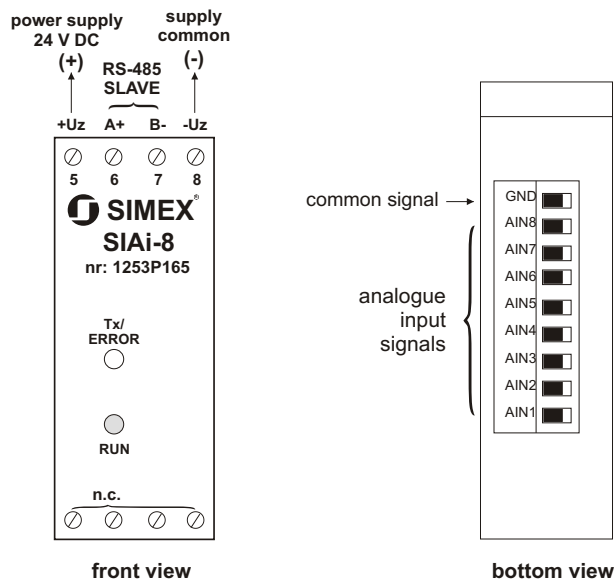 power supply
24 V DC
(+)
supply
common
(-)
RS-485
SLAVE
+Uz A+ B- -Uz
5 6 7 8
SIMEX®
SIAi-8
nr: 1253P165
Tx/
ERROR
RUN
n.c.
front view
common signal
analogue
input
signals
GND
AIN8
AIN7
AIN6
AIN5
AIN4
AIN3
AIN2
AIN1
bottom view